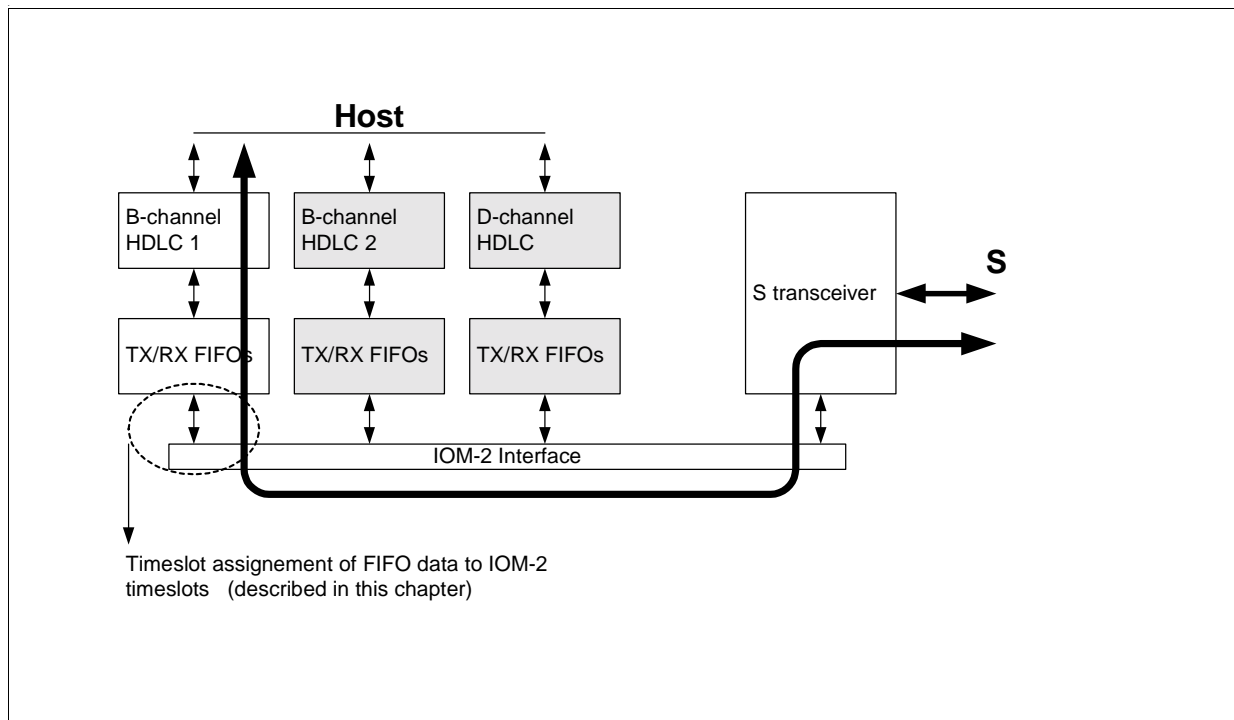 Host
B-channel
HDLC 1
B-channel
HDLC 2
D-channel
HDLC
S transceiver
S
TX/RX FIFOs
TX/RX FIFOs
TX/RX FIFOs
IOM-2 Interface
Timeslot assignement of FIFO data to IOM-2
timeslots (described in this chapter)